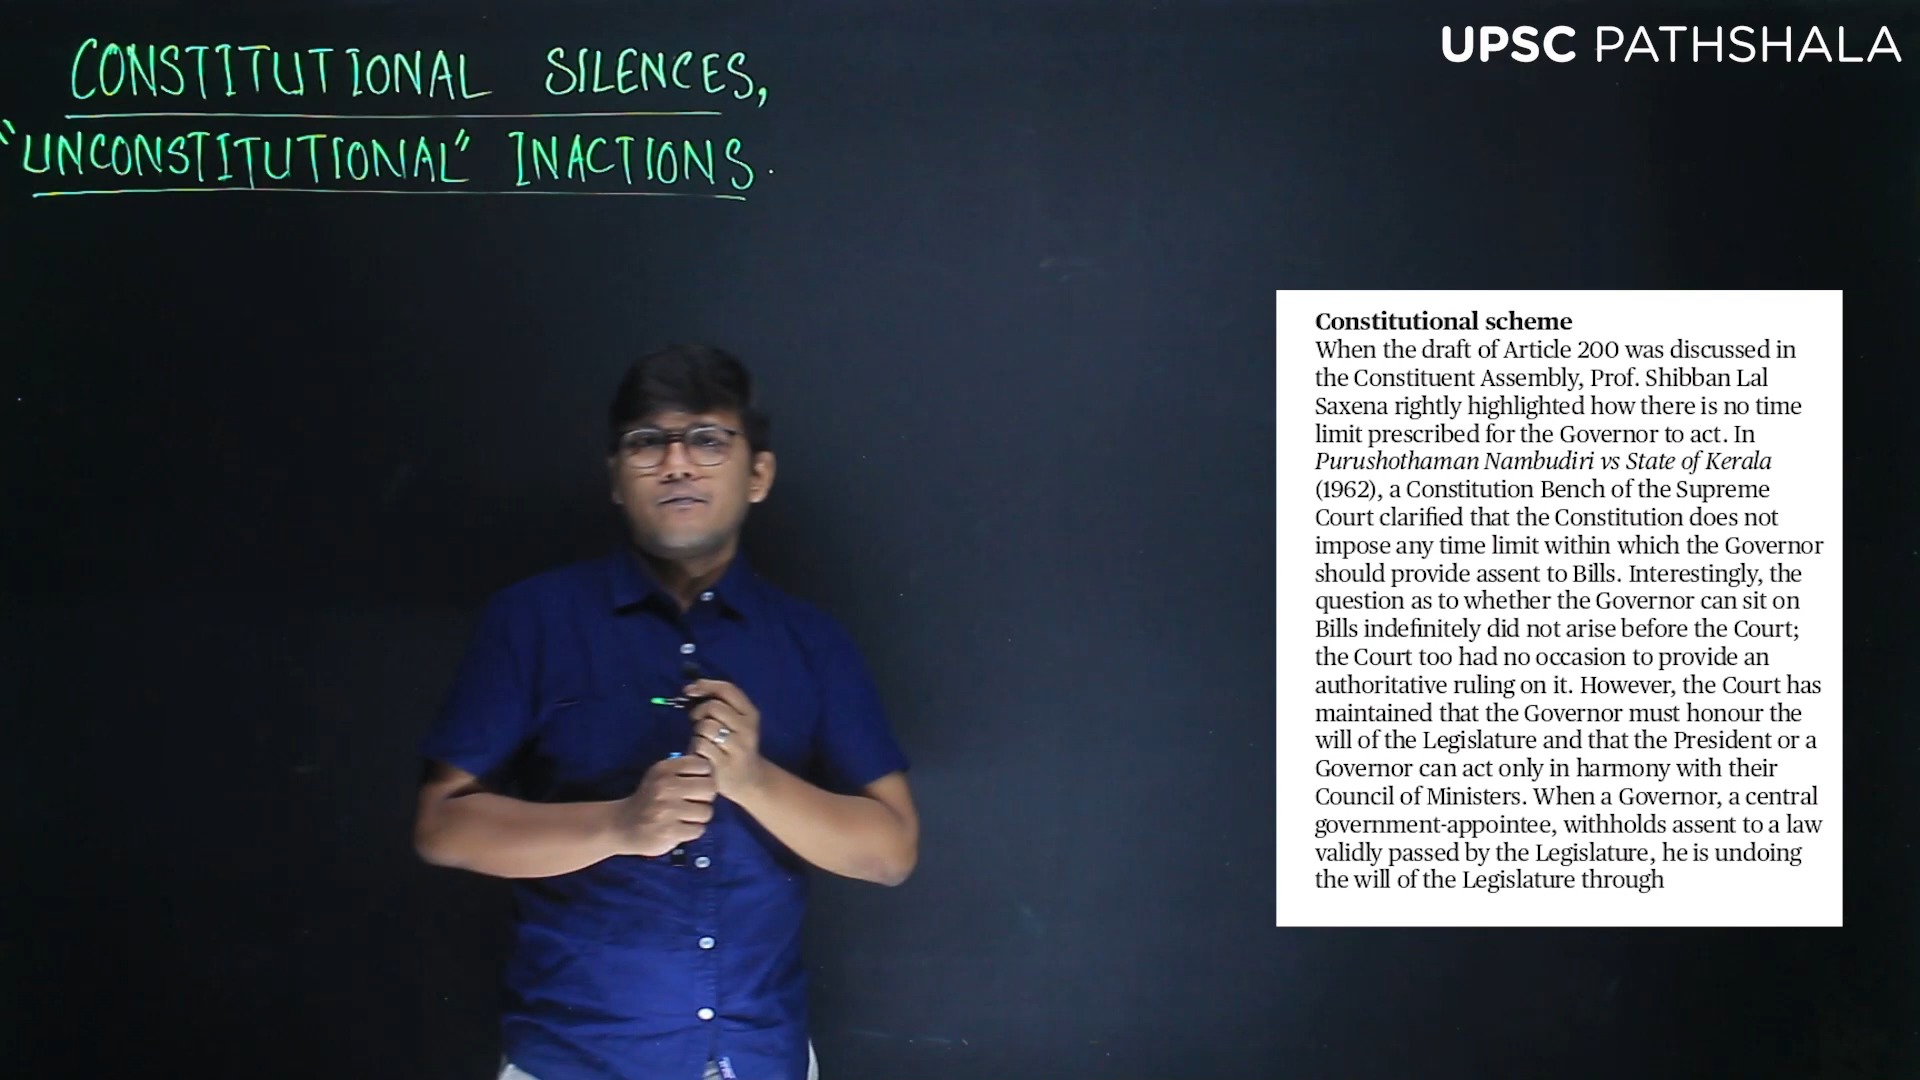 CONSTITUTIONAL SILENCES,
"UNCONSTITUTIONAL" INACTIONS.
UPSC PATHSHALA
Constitutional scheme
When the draft of Article 200 was discussed in
the Constituent Assembly, Prof. Shibban Lal
Saxena rightly highlighted how there is no time
limit prescribed for the Governor to act. In
Purushothaman Nambudiri vs State of Kerala
(1962), a Constitution Bench of the Supreme
Court clarified that the Constitution does not
impose any time limit within which the Governor
should provide assent to Bills. Interestingly, the
question as to whether the Governor can sit on
Bills indefinitely did not arise before the Court;
the Court too had no occasion to provide an
authoritative ruling on it. However, the Court has
maintained that the Governor must honour the
will of the Legislature and that the President or a
Governor can act only in harmony with their
Council of Ministers. When a Governor, a central
government-appointee, withholds assent to a law
validly passed by the Legislature, he is undoing
the will of the Legislature through